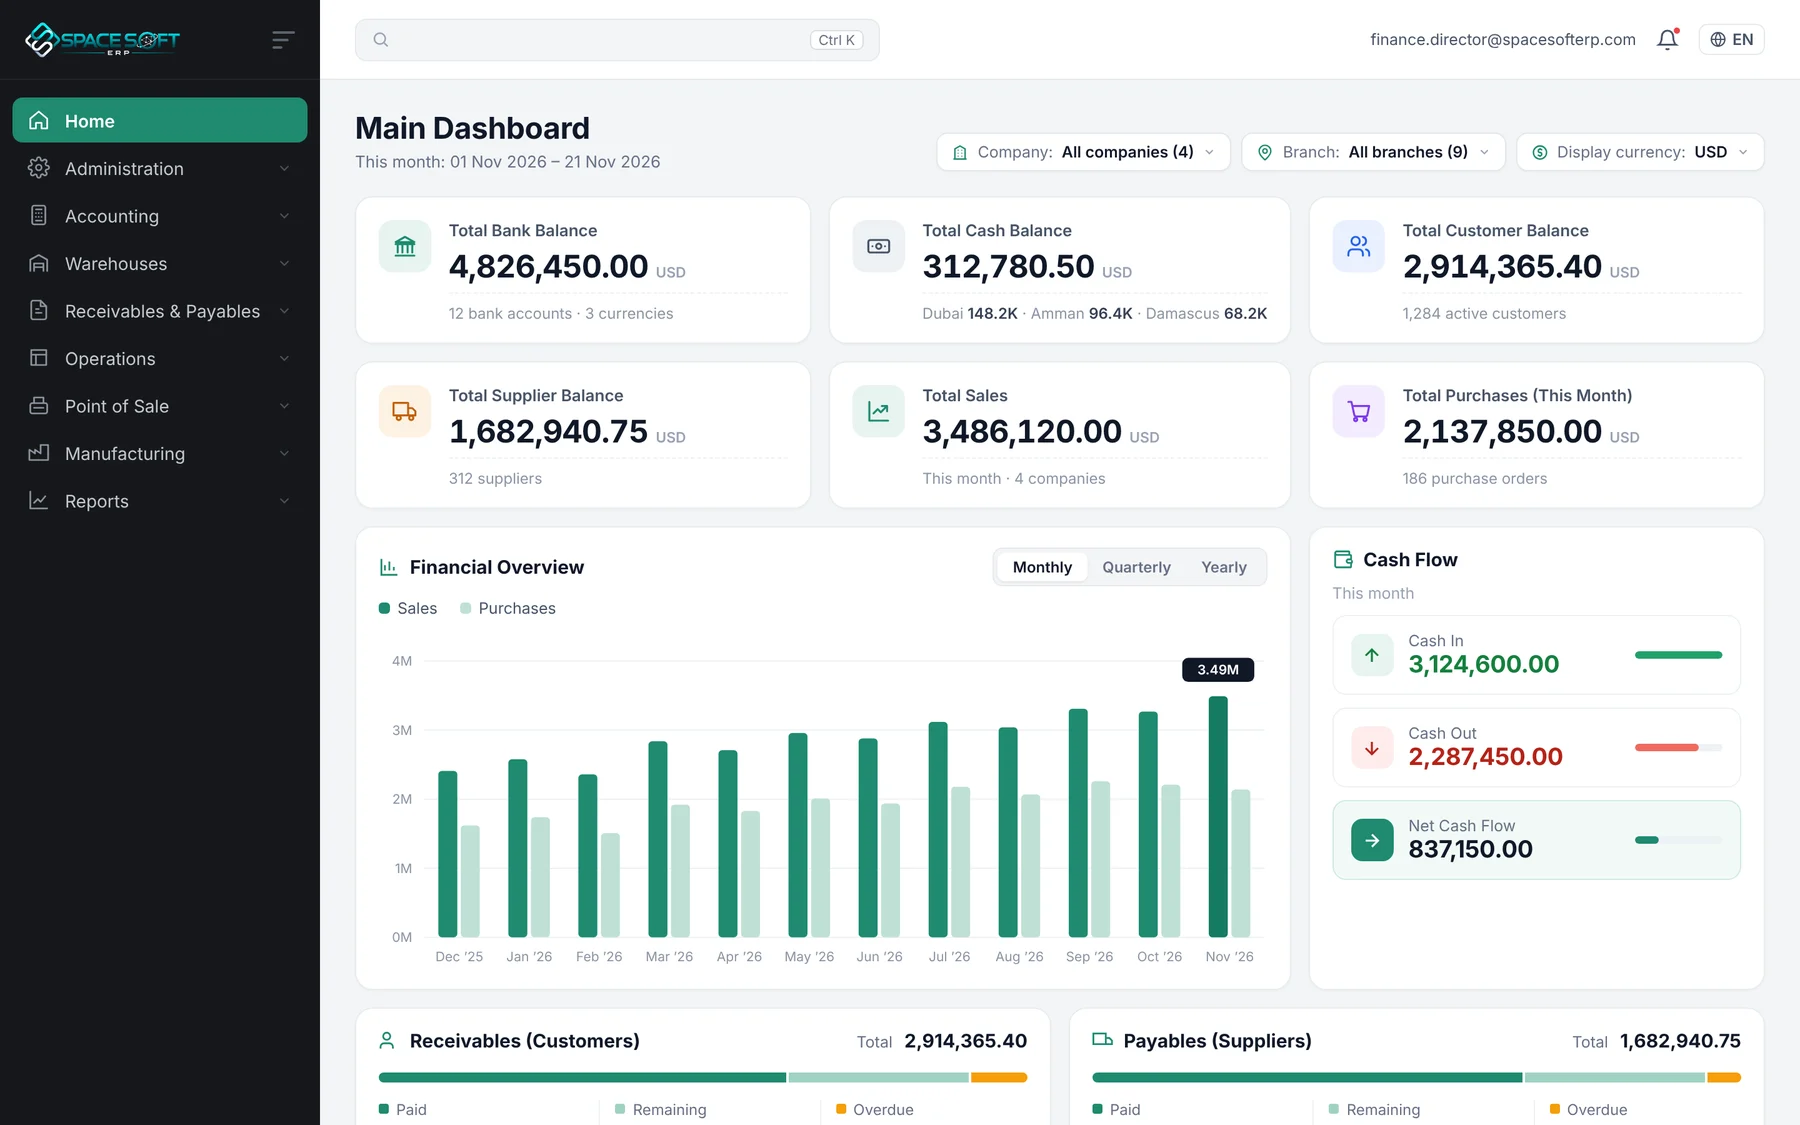 SPACE SOFT
ERP
Ctrl K
finance.director@spacesofterp.com
EN
Home
Administration
Accounting
Warehouses
Receivables & Payables
Operations
Point of Sale
Manufacturing
Reports
Main Dashboard
This month: 01 Nov 2026 – 21 Nov 2026
Company: All companies (4)
Branch: All branches (9)
Display currency: USD
Total Bank Balance
4,826,450.00 USD
12 bank accounts · 3 currencies
Total Cash Balance
312,780.50 USD
Dubai 148.2K · Amman 96.4K · Damascus 68.2K
Total Customer Balance
2,914,365.40 USD
1,284 active customers
Total Supplier Balance
1,682,940.75 USD
312 suppliers
Total Sales
3,486,120.00 USD
This month · 4 companies
Total Purchases (This Month)
2,137,850.00 USD
186 purchase orders
Financial Overview
Monthly Quarterly Yearly
Sales Purchases
3.49M
4M
3M
2M
1M
0M
Dec ’25 Jan ’26 Feb ’26 Mar ’26 Apr ’26 May ’26 Jun ’26 Jul ’26 Aug ’26 Sep ’26 Oct ’26 Nov ’26
Cash Flow
This month
Cash In
3,124,600.00
Cash Out
2,287,450.00
Net Cash Flow
837,150.00
Receivables (Customers)
Total 2,914,365.40
Paid Remaining Overdue
Payables (Suppliers)
Total 1,682,940.75
Paid Remaining Overdue